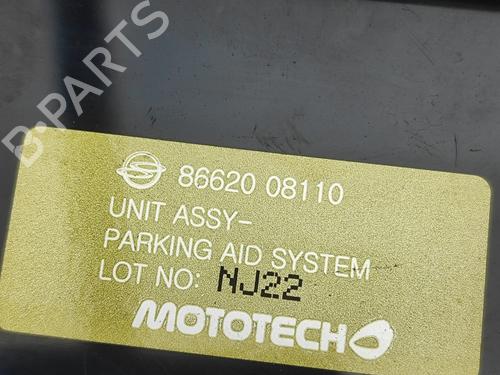 B-PARTS
86620 08110
UNIT ASSY-
PARKING AID SYSTEM
LOT NO: NJ22
MOTOTECH